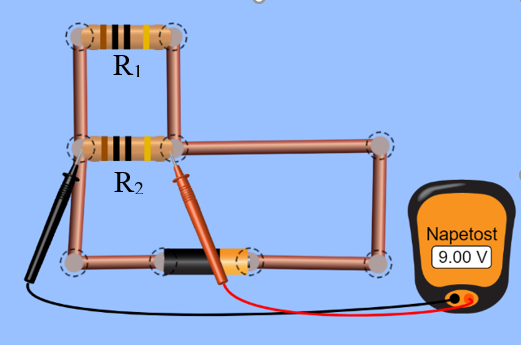 R₁
R₂
Napetost
9.00 V